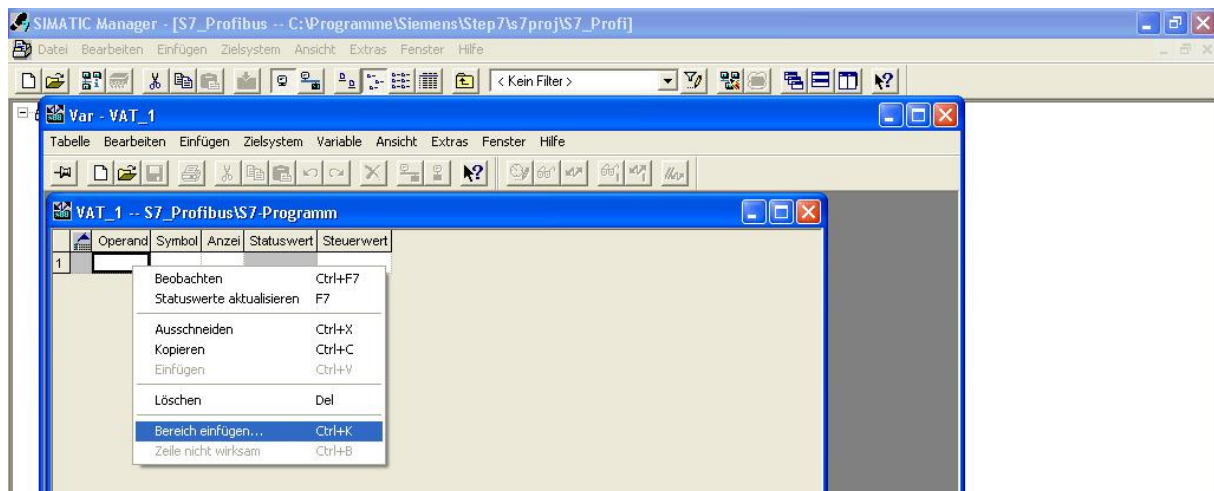 SIMATIC Manager - [S7_Profibus -- C:\Programme\Siemens\Step7\s7proj\S7_Profi]
Datei Bearbeiten Einfügen Zielsystem Ansicht Extras Fenster Hilfe
< Kein Filter >
Var - VAT_1
Tabelle Bearbeiten Einfügen Zielsystem Variable Ansicht Extras Fenster Hilfe
VAT_1 -- S7_Profibus\S7-Programm
Operand Symbol Anzei Statuswert Steuerwert
1
Beobachten Ctrl+F7
Statuswerte aktualisieren F7
Ausschneiden Ctrl+X
Kopieren Ctrl+C
Einfügen Ctrl+V
Löschen Del
Bereich einfügen... Ctrl+K
Zeile nicht wirksam Ctrl+B